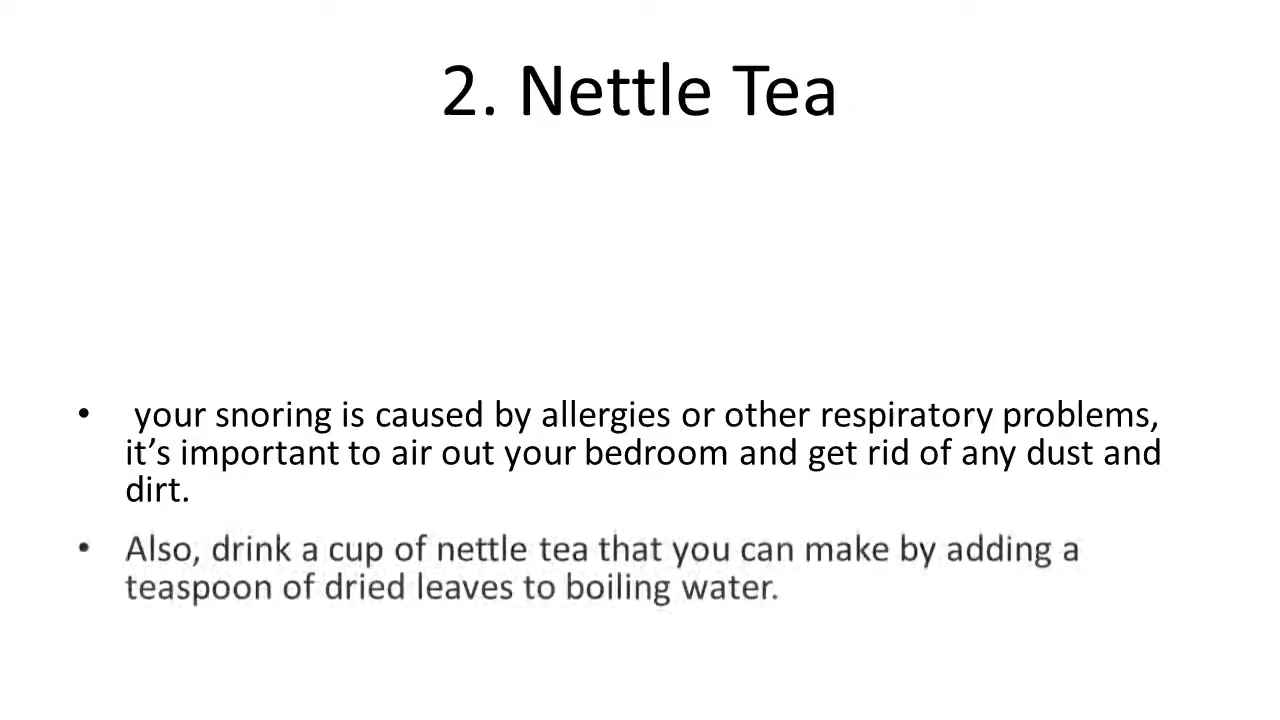 2. Nettle Tea
• your snoring is caused by allergies or other respiratory problems,
it’s important to air out your bedroom and get rid of any dust and
dirt.
• Also, drink a cup of nettle tea that you can make by adding a
teaspoon of dried leaves to boiling water.